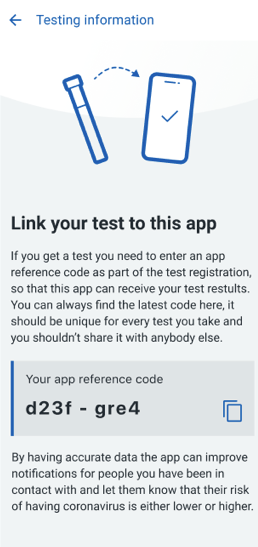 Testing information
Link your test to this app
If you get a test you need to enter an app
reference code as part of the test registration,
so that this app can receive your test restults.
You can always find the latest code here, it
should be unique for every test you take and
you shouldn’t share it with anybody else.
Your app reference code
d23f - gre4
By having accurate data the app can improve
notifications for people you have been in
contact with and let them know that their risk
of having coronavirus is either lower or higher.